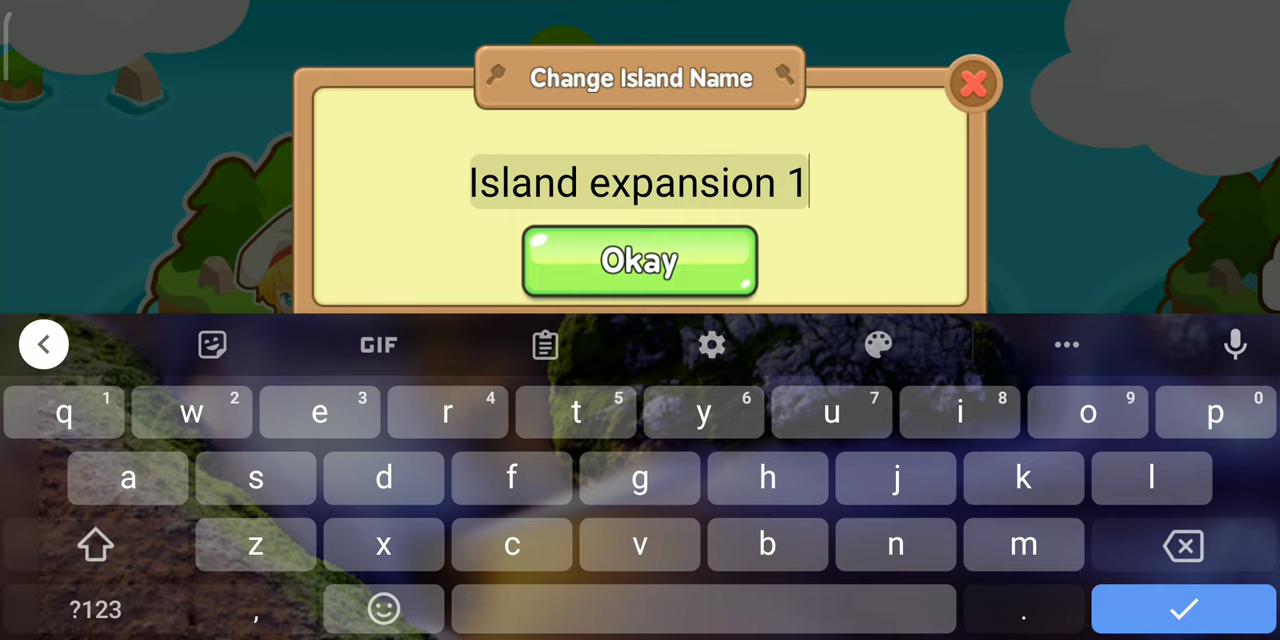 Change Island Name
Island expansion 1
Okay
GIF
q 1 w 2 e 3 r 4 t 5 y 6 u 7 i 8 o 9 p 0
a s d f g h j k l
z x c v b n m
?123 , .